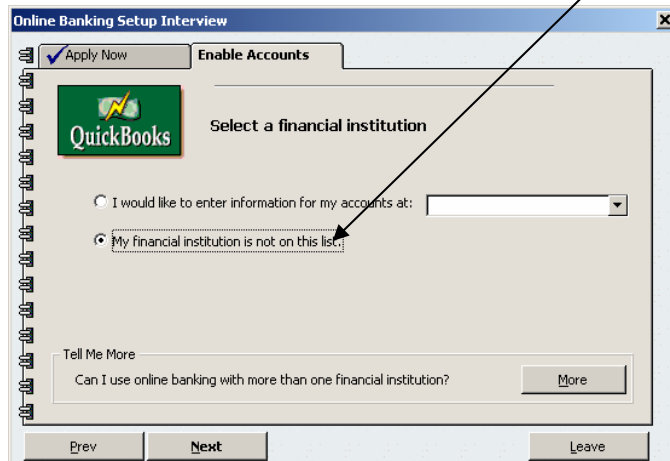 Online Banking Setup Interview
Apply Now
Enable Accounts
QuickBooks
Select a financial institution
I would like to enter information for my accounts at:
My financial institution is not on this list.
Tell Me More
Can I use online banking with more than one financial institution?
More
Prev
Next
Leave